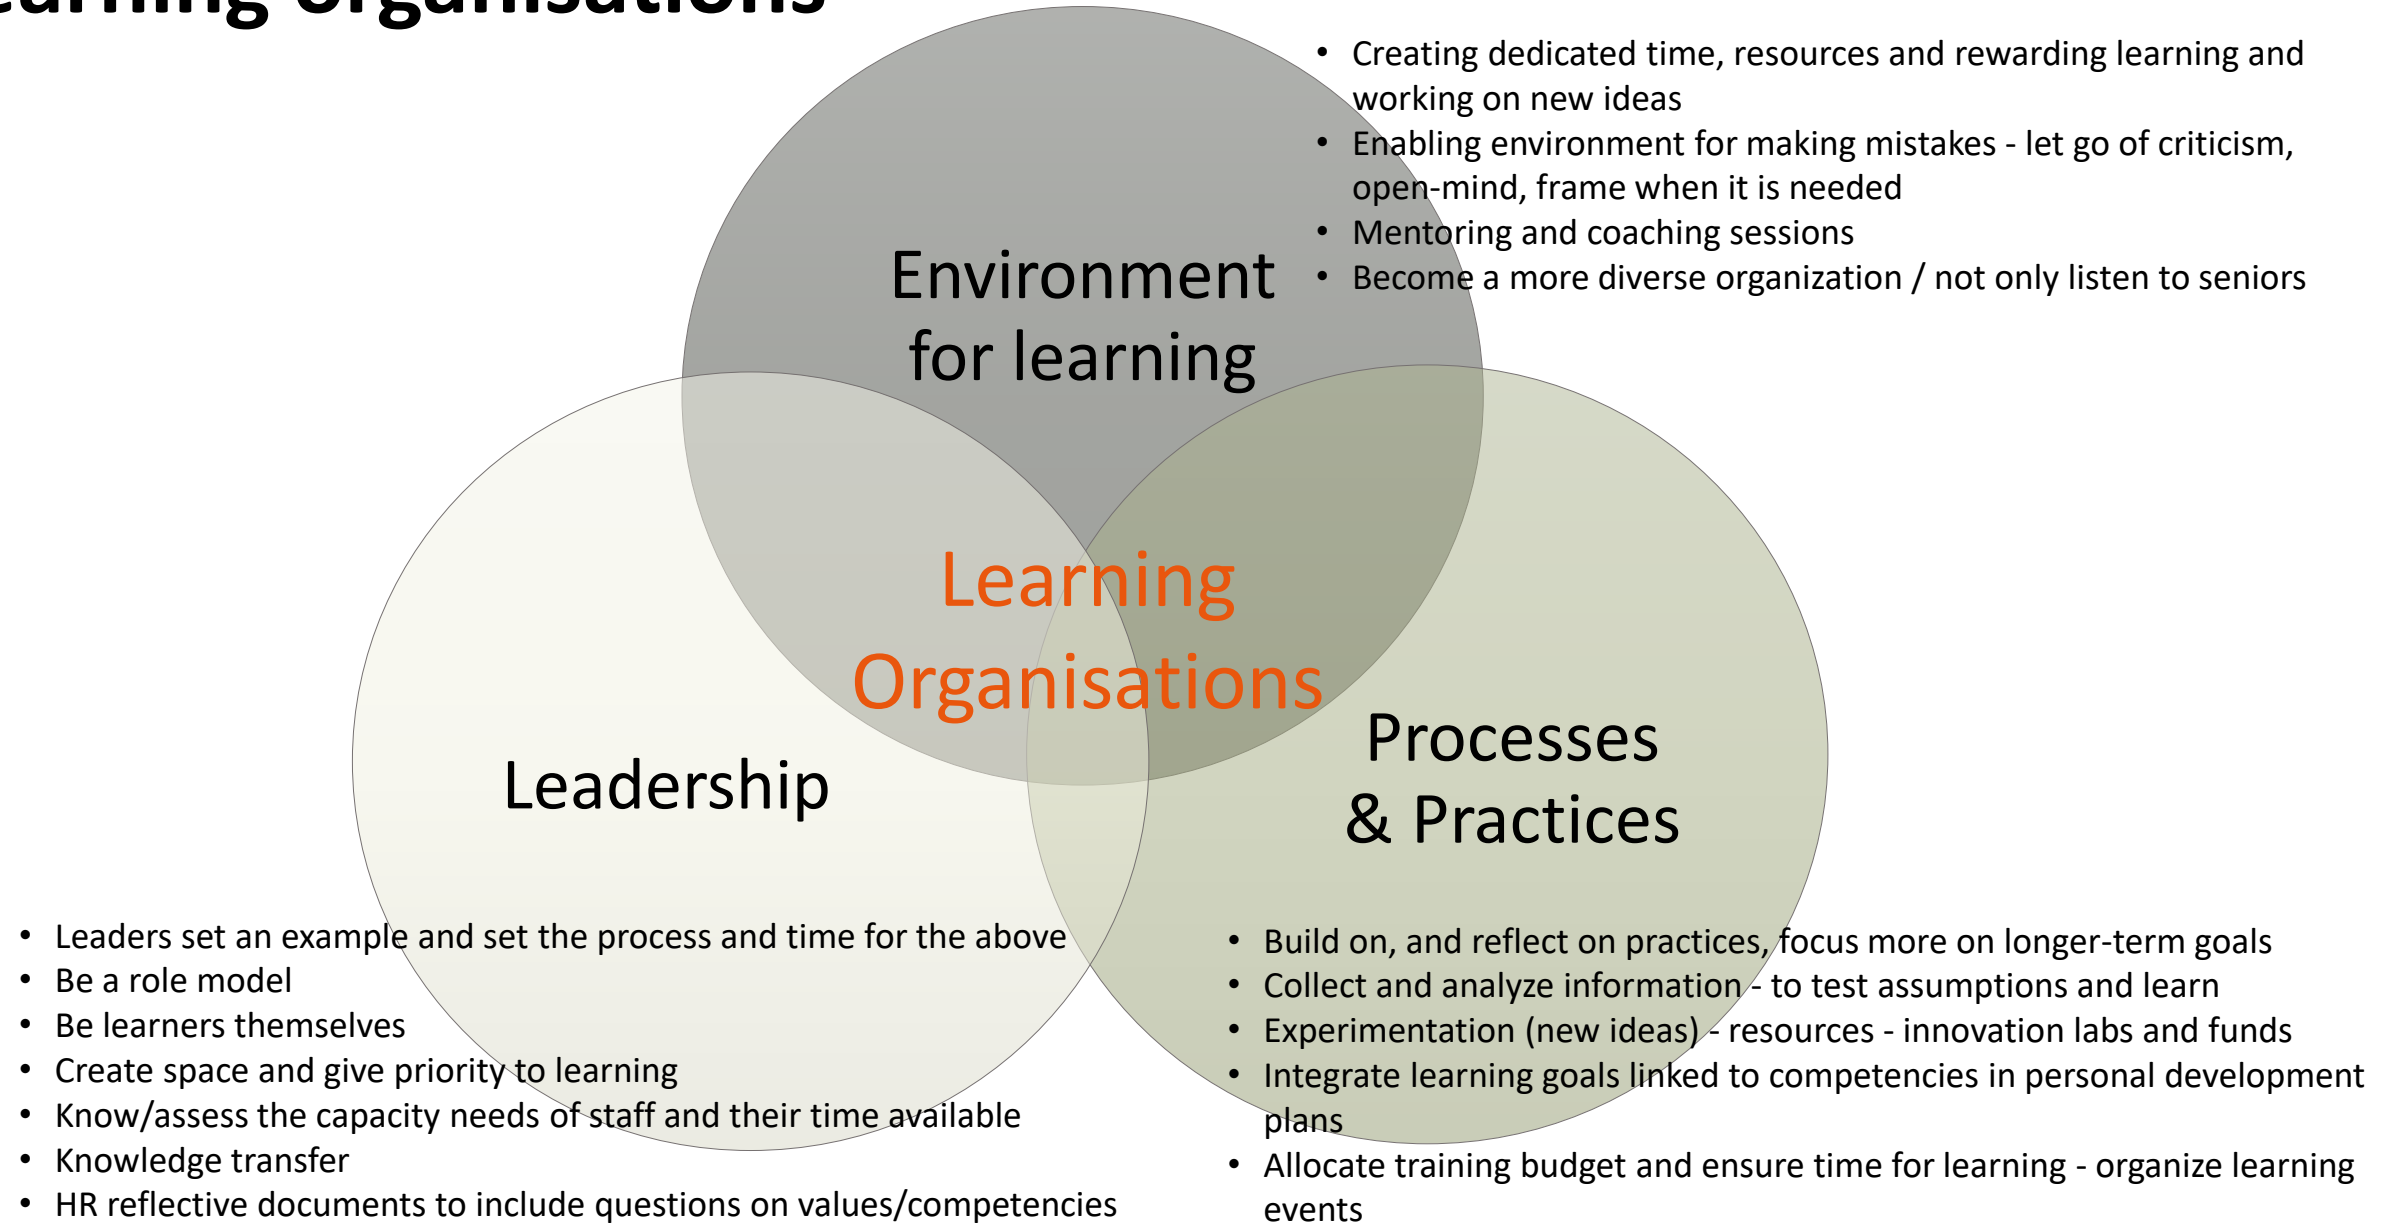 earning organisations
• Creating dedicated time, resources and rewarding learning and
working on new ideas
• Enabling environment for making mistakes - let go of criticism,
open-mind, frame when it is needed
• Mentoring and coaching sessions
• Become a more diverse organization / not only listen to seniors
Environment
for learning
Learning
Organisations
Leadership
Processes
& Practices
• Leaders set an example and set the process and time for the above
• Be a role model
• Be learners themselves
• Create space and give priority to learning
• Know/assess the capacity needs of staff and their time available
• Knowledge transfer
• HR reflective documents to include questions on values/competencies
• Build on, and reflect on practices, focus more on longer-term goals
• Collect and analyze information - to test assumptions and learn
• Experimentation (new ideas) - resources - innovation labs and funds
• Integrate learning goals linked to competencies in personal development
plans
• Allocate training budget and ensure time for learning - organize learning
events